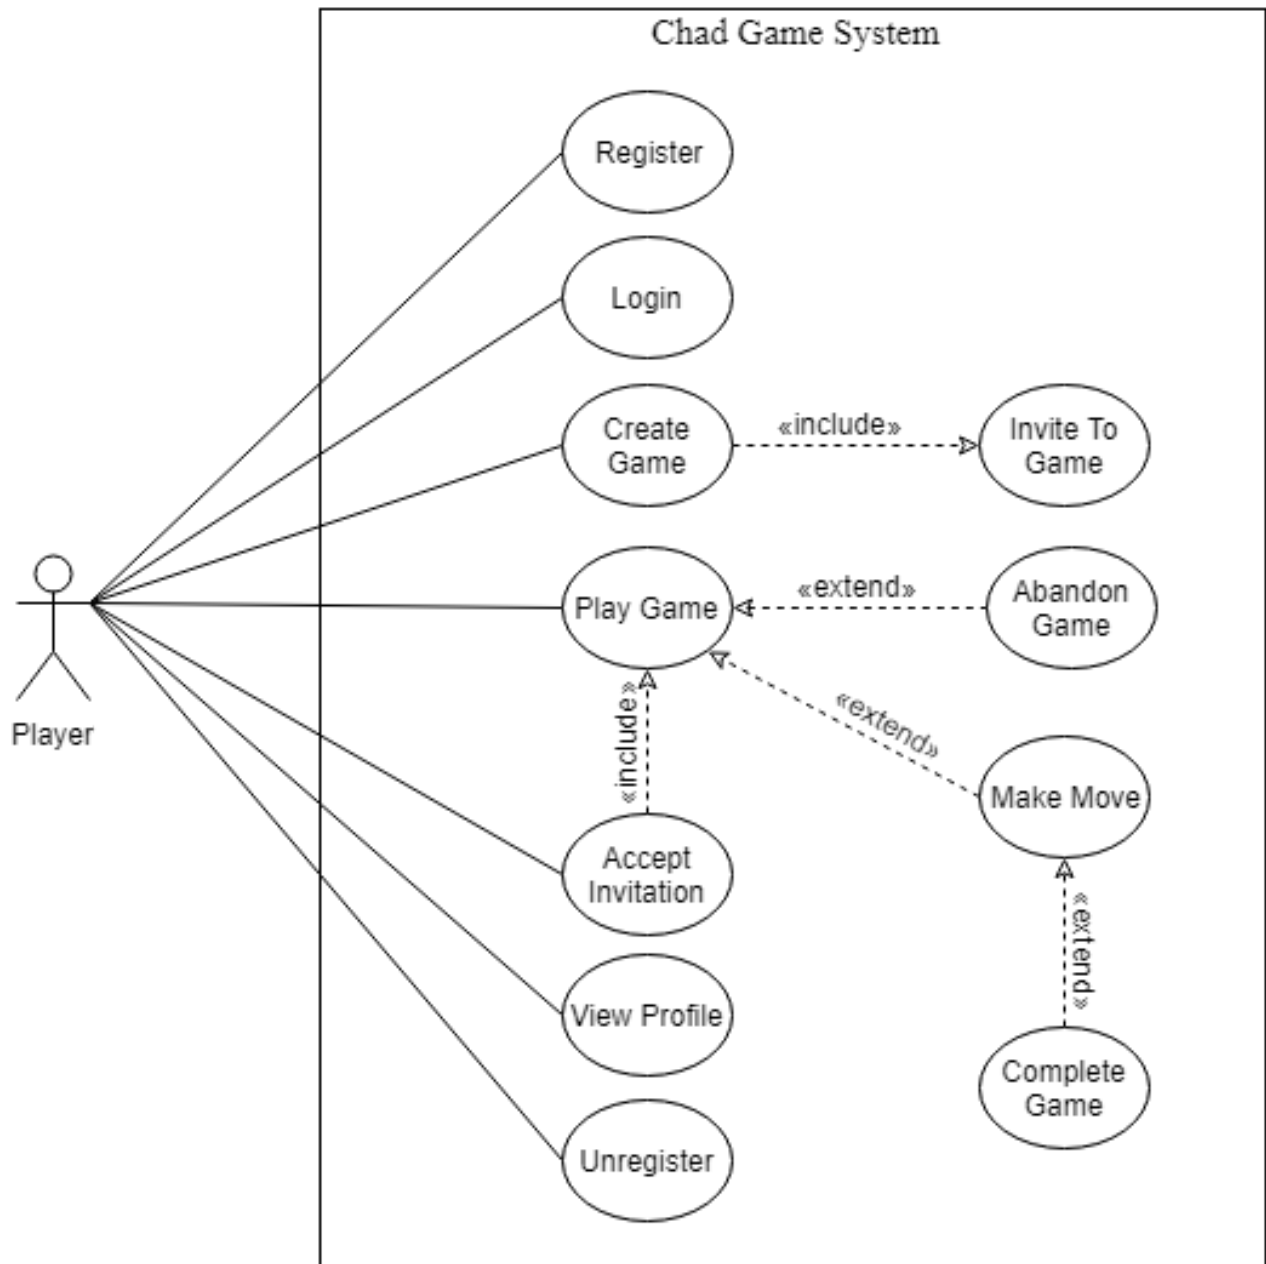 Chad Game System
Register
Login
Create
Game
«include»
Invite To
Game
Play Game
«extend»
Abandon
Game
«extend»
Player
«include»
Make Move
Accept
Invitation
«extend»
View Profile
Complete
Game
Unregister